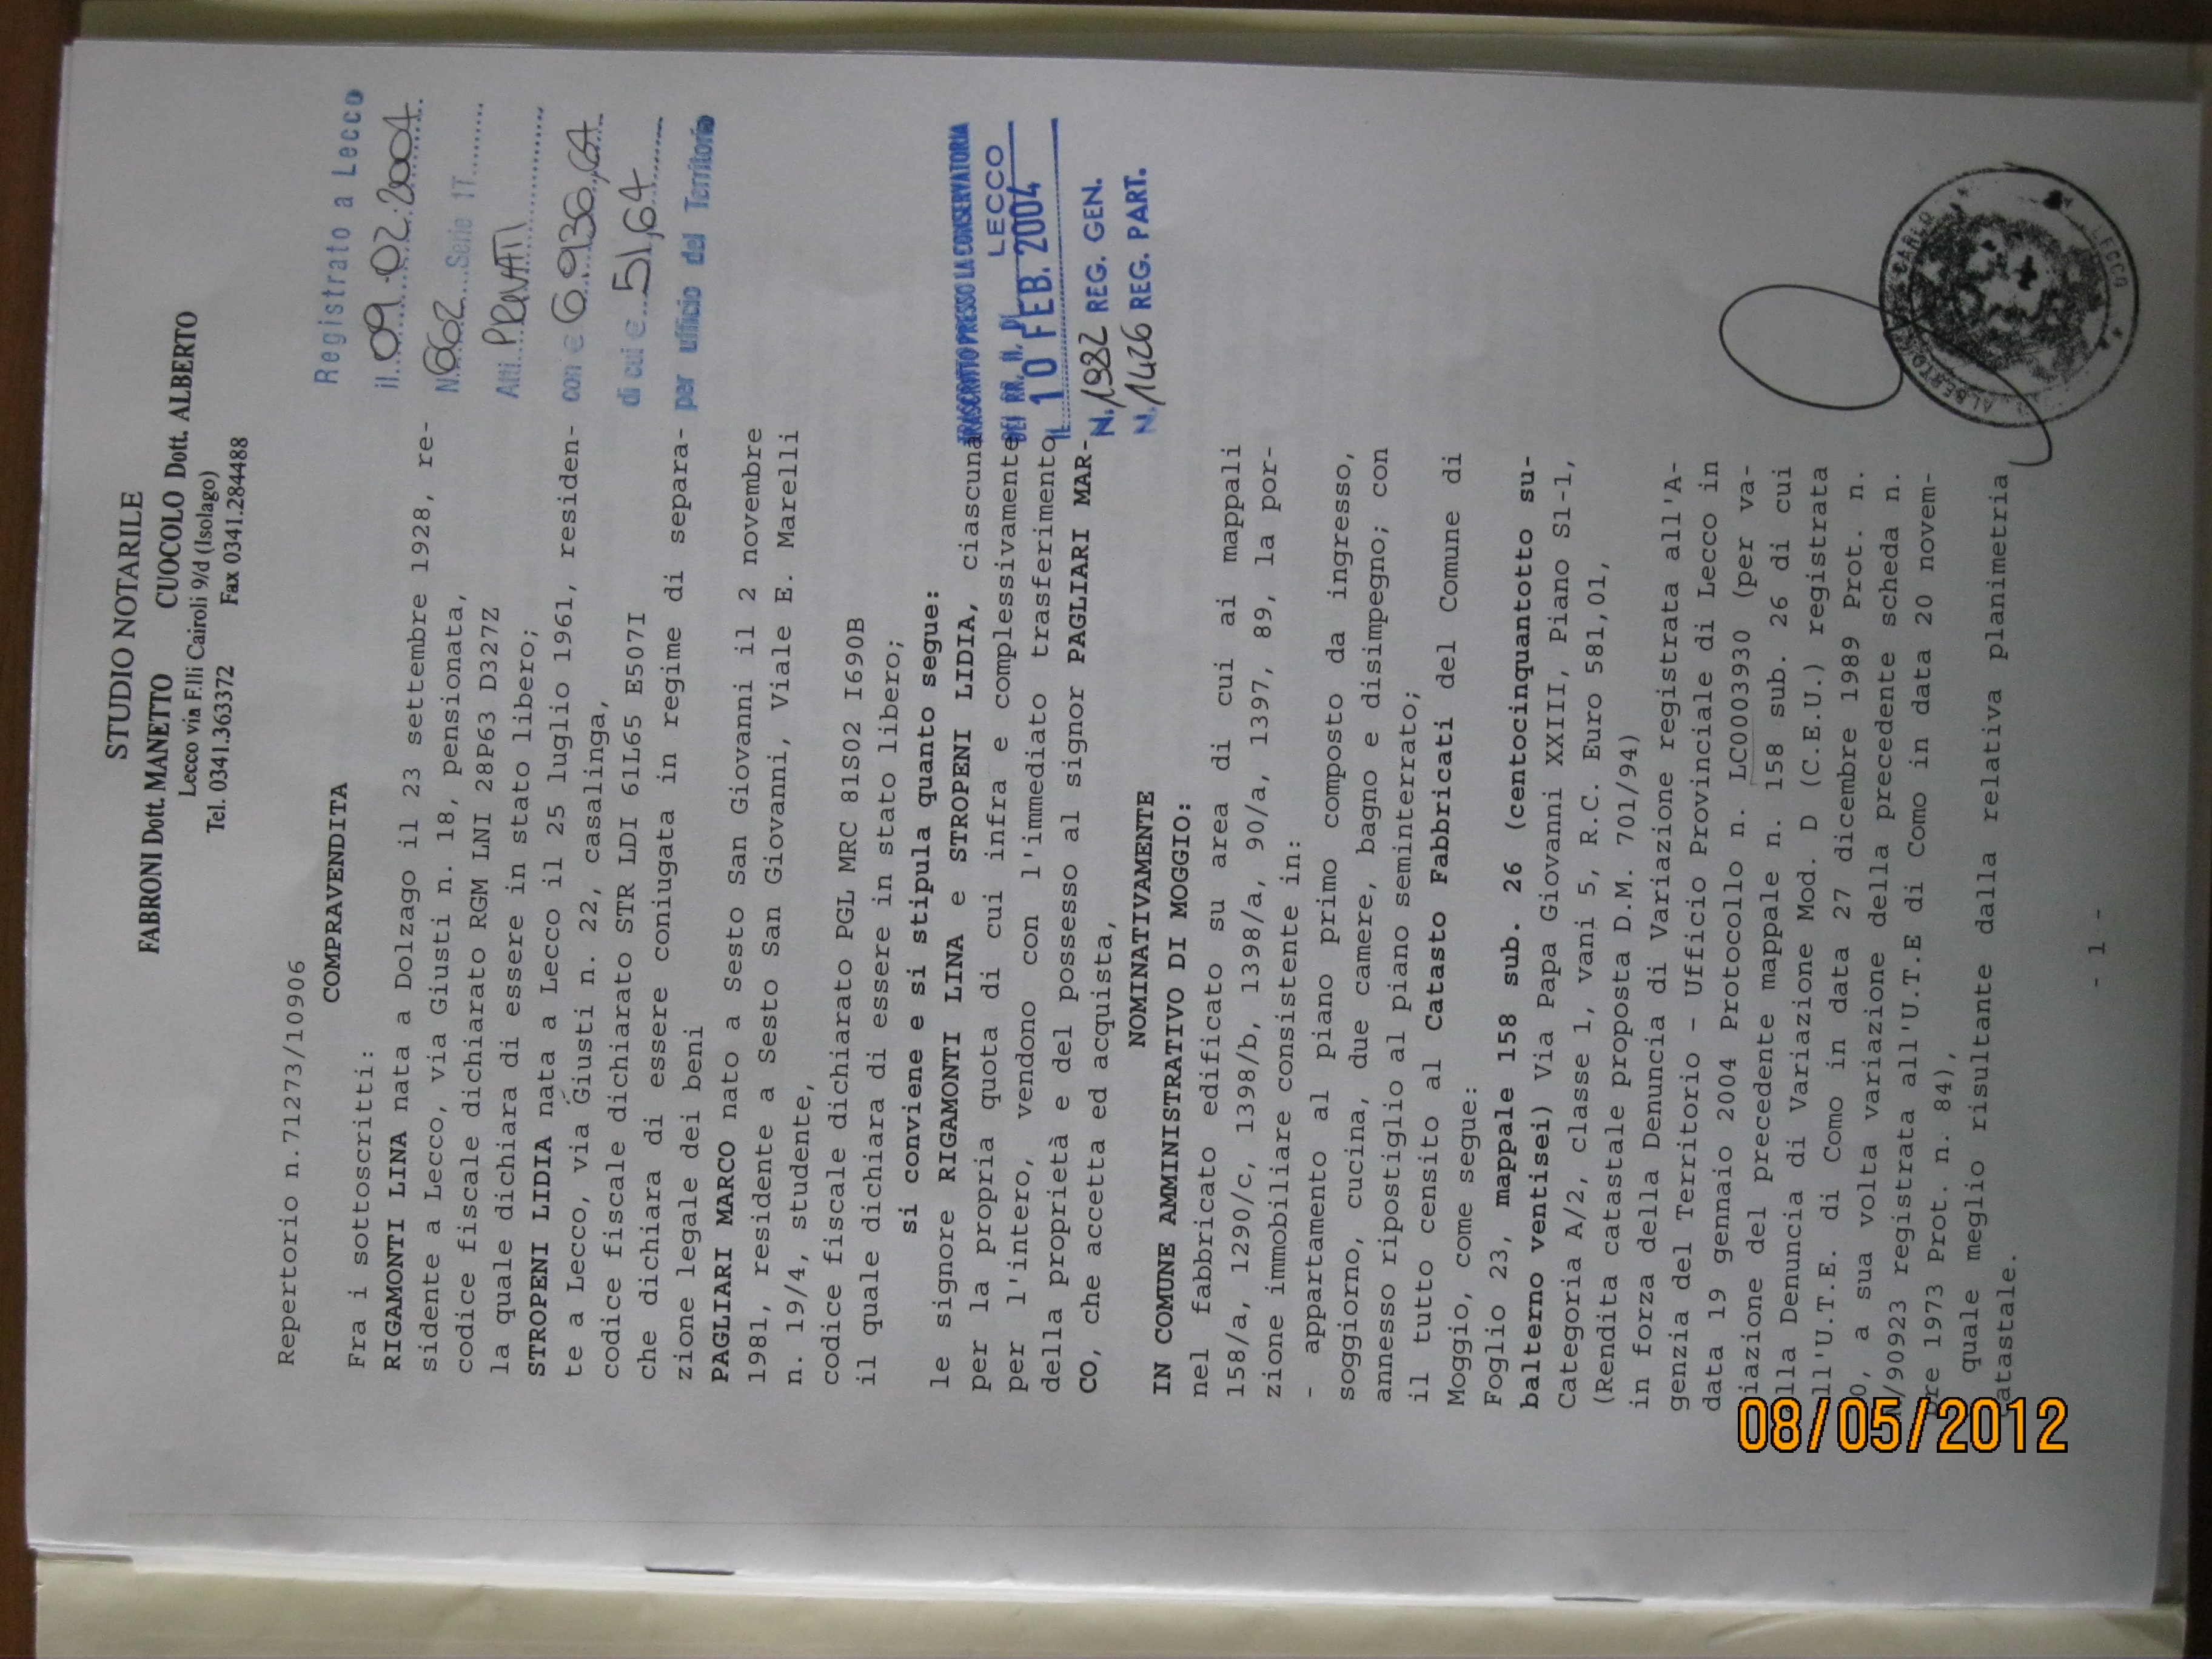 STUDIO NOTARILE
FABRONI Dott. MANETTO CUOCOLO Dott. ALBERTO
Lecco via F.lli Cairoli 9/d (Isolago)
Tel. 0341.363372 Fax 0341.284488
Repertorio n.71273/10906
Registrato a Lecco
il 09.02.2004
N. 662 Serie 1T
Atti PRIVATI
con €
di cui € 51,64
per ufficio del Territorio
COMPRAVENDITA
Fra i sottoscritti:
RIGAMONTI LINA nata a Dolzago il 23 settembre 1928, re-
sidente a Lecco, via Giusti n. 18, pensionata,
codice fiscale dichiarato RGM LNI 28P63 D327Z
la quale dichiara di essere in stato libero;
STROPENI LIDIA nata a Lecco il 25 luglio 1961, residen-
te a Lecco, via Giusti n. 22, casalinga,
codice fiscale dichiarato STR LDI 61L65 E507I
che dichiara di essere coniugata in regime di separa-
zione legale dei beni
PAGLIARI MARCO nato a Sesto San Giovanni il 2 novembre
1981, residente a Sesto San Giovanni, Viale E. Marelli
n. 19/4, studente,
codice fiscale dichiarato PGL MRC 81S02 I690B
il quale dichiara di essere in stato libero;
si conviene e si stipula quanto segue:
le signore RIGAMONTI LINA e STROPENI LIDIA, ciascuna
per la propria quota di cui infra e complessivamente
per l'intero, vendono con l'immediato trasferimento
della proprietà e del possesso al signor PAGLIARI MAR-
CO, che accetta ed acquista,
TRASCRITTO PRESSO LA CONSERVATORIA
DEI RR. II. DI LECCO
IL 10 FEB. 2004
N. 1982 REG. GEN.
N. 1426 REG. PART.
NOMINATIVAMENTE
IN COMUNE AMMINISTRATIVO DI MOGGIO:
nel fabbricato edificato su area di cui ai mappali
158/a, 1290/c, 1398/b, 1398/a, 90/a, 1397, 89, la por-
zione immobiliare consistente in:
- appartamento al piano primo composto da ingresso,
soggiorno, cucina, due camere, bagno e disimpegno; con
annesso ripostiglio al piano seminterrato;
il tutto censito al Catasto Fabbricati del Comune di
Moggio, come segue:
Foglio 23, mappale 158 sub. 26 (centocinquantotto su-
balterno ventisei) Via Papa Giovanni XXIII, Piano S1-1,
Categoria A/2, classe 1, vani 5, R.C. Euro 581,01,
(Rendita catastale proposta D.M. 701/94)
in forza della Denuncia di Variazione registrata all'A-
genzia del Territorio - Ufficio Provinciale di Lecco in
data 19 gennaio 2004 Protocollo n. LC0003930 (per va-
riazione del precedente mappale n. 158 sub. 26 di cui
alla Denuncia di Variazione Mod. D (C.E.U.) registrata
all'U.T.E. di Como in data 27 dicembre 1989 Prot. n.
0, a sua volta variazione della precedente scheda n.
/90923 registrata all'U.T.E di Como in data 20 novem-
bre 1973 Prot. n. 84),
quale meglio risultante dalla relativa planimetria
catastale.
ALBERTO CARLO
LECCO
- 1 -
08/05/2012